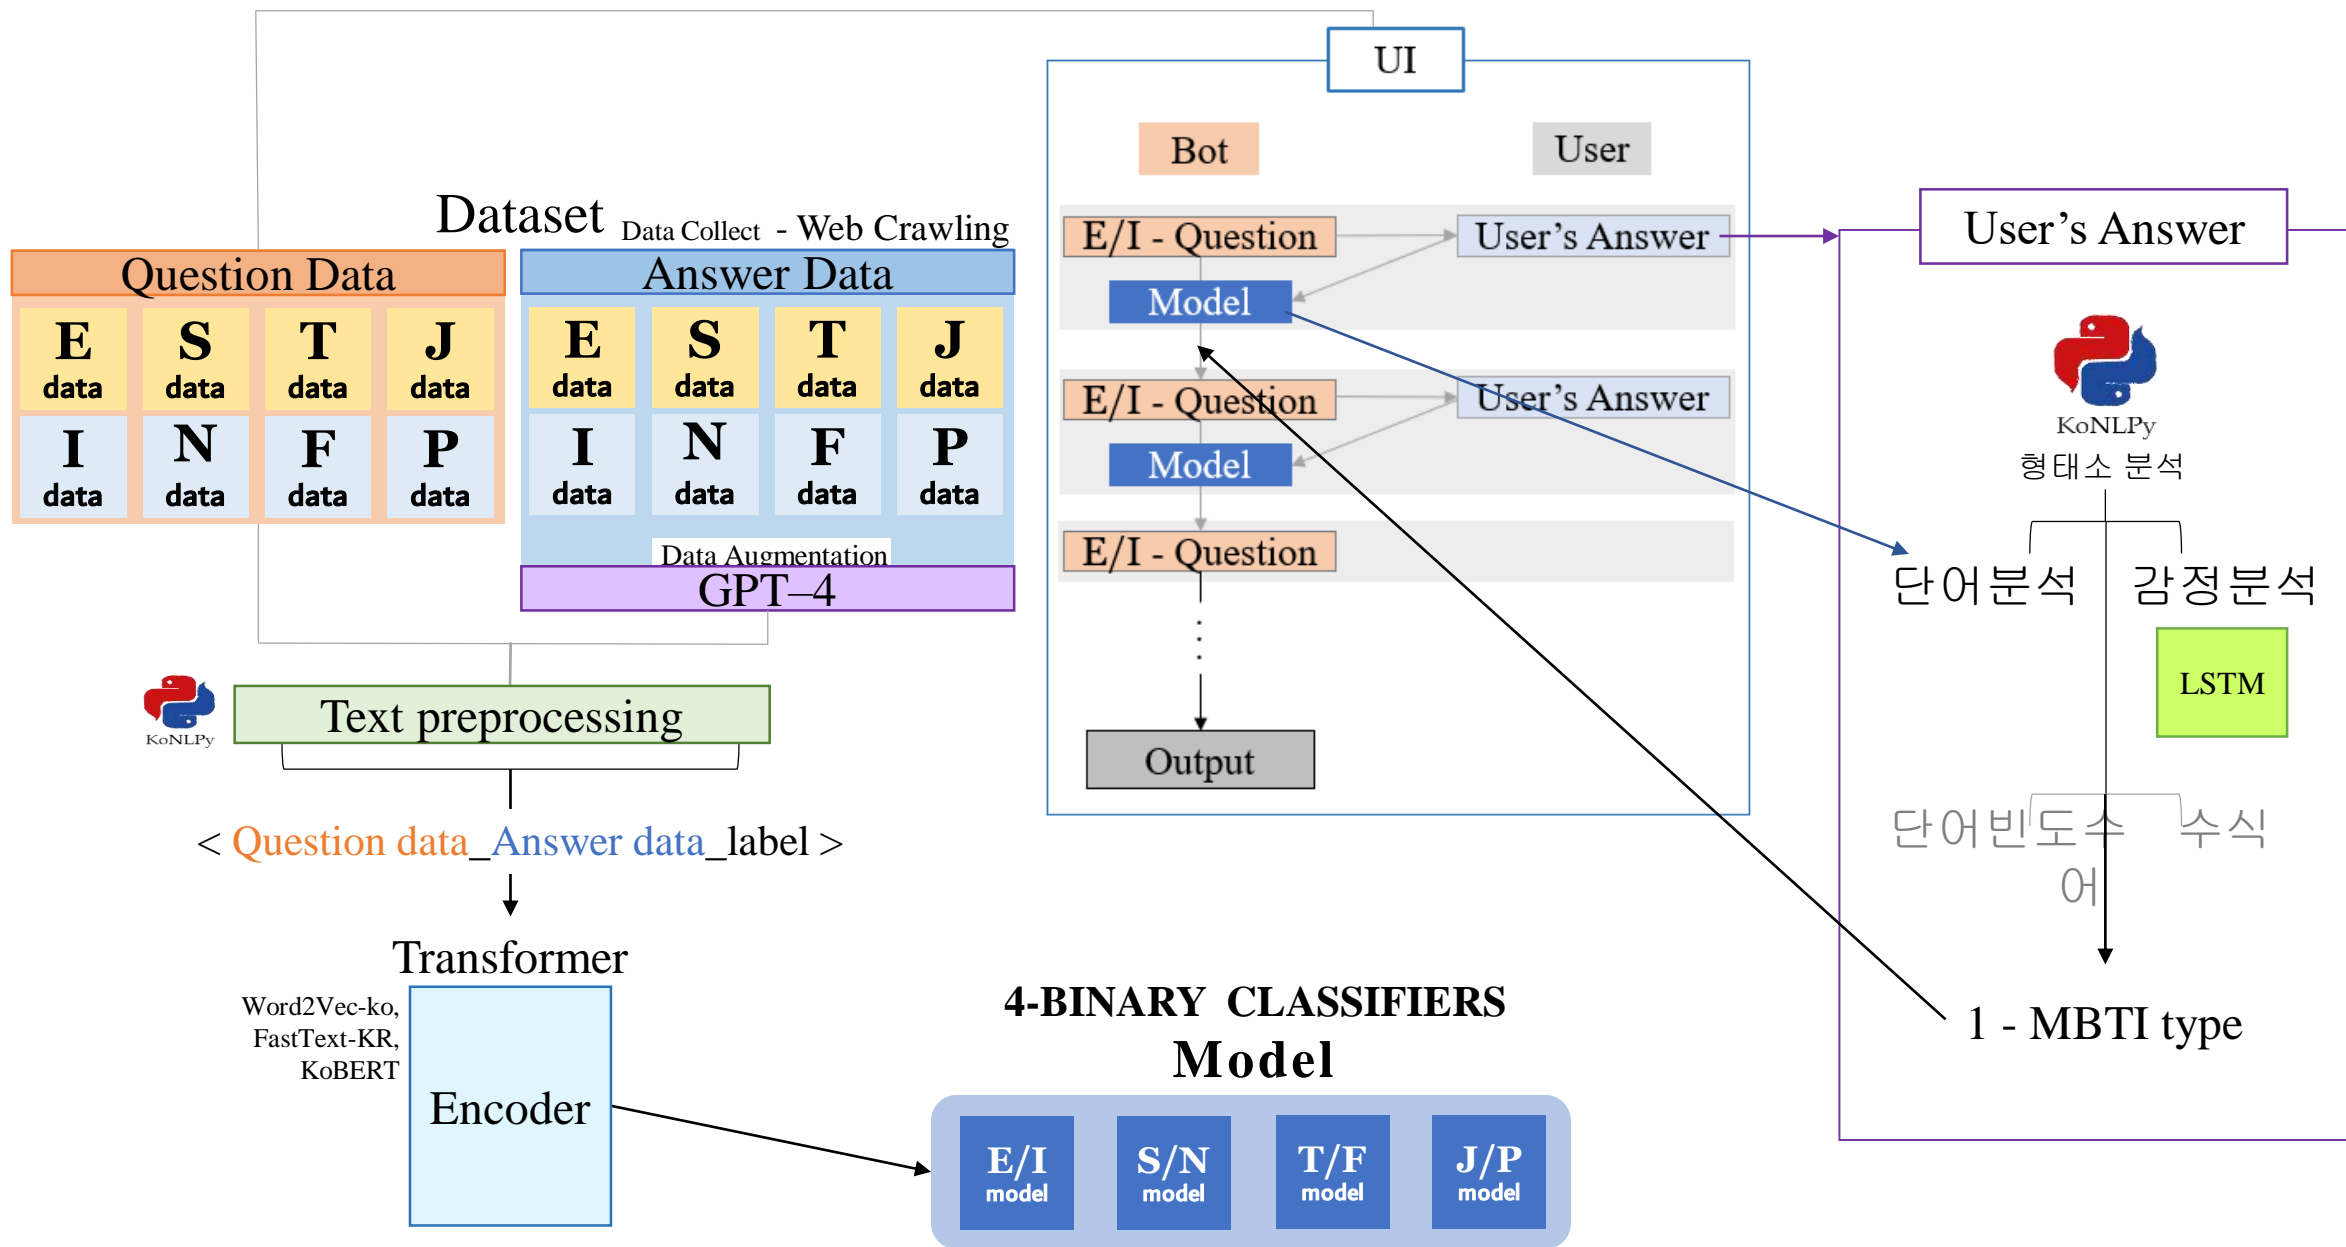 UI
Bot
User
Dataset Data Collect - Web Crawling
Question Data
E data
S data
T data
J data
I data
N data
F data
P data
Answer Data
E data
S data
T data
J data
I data
N data
F data
P data
Data Augmentation
GPT–4
KoNLPy
Text preprocessing
< Question data_Answer data_label >
Transformer
Word2Vec-ko,
FastText-KR,
KoBERT
Encoder
4-BINARY CLASSIFIERS
Model
E/I model
S/N model
T/F model
J/P model
E/I - Question
User's Answer
Model
E/I - Question
User's Answer
Model
E/I - Question
Output
User’s Answer
KoNLPy
형태소 분석
단어분석
감정분석
LSTM
단어빈도수 수식
어
1 - MBTI type